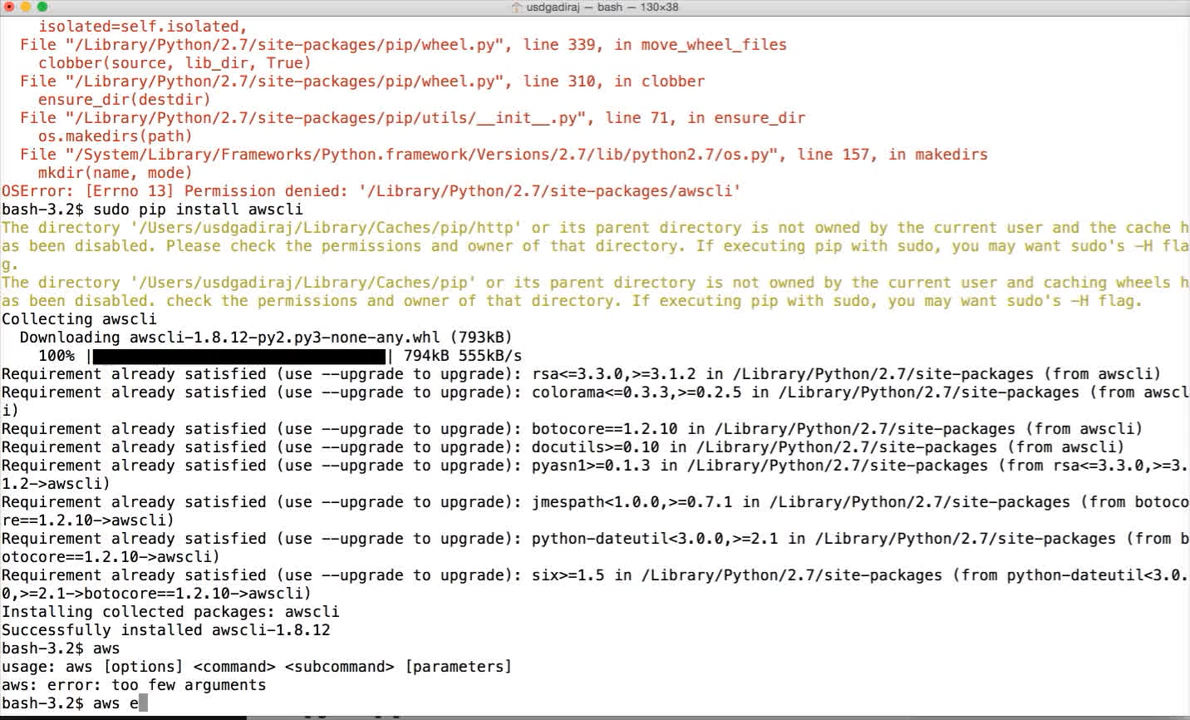 usdgadiraj — bash — 130×38
isolated=self.isolated,
File "/Library/Python/2.7/site-packages/pip/wheel.py", line 339, in move_wheel_files
clobber(source, lib_dir, True)
File "/Library/Python/2.7/site-packages/pip/wheel.py", line 310, in clobber
ensure_dir(destdir)
File "/Library/Python/2.7/site-packages/pip/utils/__init__.py", line 71, in ensure_dir
os.makedirs(path)
File "/System/Library/Frameworks/Python.framework/Versions/2.7/lib/python2.7/os.py", line 157, in makedirs
mkdir(name, mode)
OSError: [Errno 13] Permission denied: '/Library/Python/2.7/site-packages/awscli'
bash-3.2$ sudo pip install awscli
The directory '/Users/usdgadiraj/Library/Caches/pip/http' or its parent directory is not owned by the current user and the cache h
as been disabled. Please check the permissions and owner of that directory. If executing pip with sudo, you may want sudo's -H fla
g.
The directory '/Users/usdgadiraj/Library/Caches/pip' or its parent directory is not owned by the current user and caching wheels h
as been disabled. check the permissions and owner of that directory. If executing pip with sudo, you may want sudo's -H flag.
Collecting awscli
Downloading awscli-1.8.12-py2.py3-none-any.whl (793kB)
100% |████████████████████████████████| 794kB 555kB/s
Requirement already satisfied (use --upgrade to upgrade): rsa<=3.3.0,>=3.1.2 in /Library/Python/2.7/site-packages (from awscli)
Requirement already satisfied (use --upgrade to upgrade): colorama<=0.3.3,>=0.2.5 in /Library/Python/2.7/site-packages (from awscl
i)
Requirement already satisfied (use --upgrade to upgrade): botocore==1.2.10 in /Library/Python/2.7/site-packages (from awscli)
Requirement already satisfied (use --upgrade to upgrade): docutils>=0.10 in /Library/Python/2.7/site-packages (from awscli)
Requirement already satisfied (use --upgrade to upgrade): pyasn1>=0.1.3 in /Library/Python/2.7/site-packages (from rsa<=3.3.0,>=3.
1.2->awscli)
Requirement already satisfied (use --upgrade to upgrade): jmespath<1.0.0,>=0.7.1 in /Library/Python/2.7/site-packages (from botoco
re==1.2.10->awscli)
Requirement already satisfied (use --upgrade to upgrade): python-dateutil<3.0.0,>=2.1 in /Library/Python/2.7/site-packages (from b
otocore==1.2.10->awscli)
Requirement already satisfied (use --upgrade to upgrade): six>=1.5 in /Library/Python/2.7/site-packages (from python-dateutil<3.0.
0,>=2.1->botocore==1.2.10->awscli)
Installing collected packages: awscli
Successfully installed awscli-1.8.12
bash-3.2$ aws
usage: aws [options] <command> <subcommand> [parameters]
aws: error: too few arguments
bash-3.2$ aws e